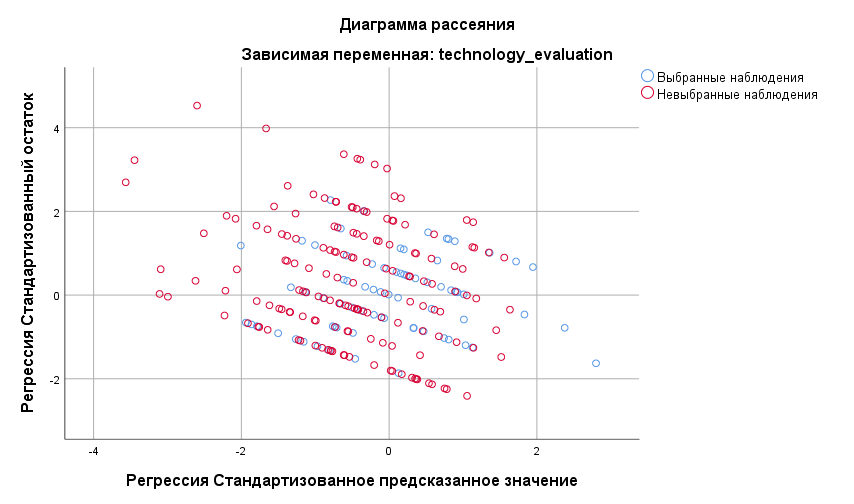 Диаграмма рассеяния
Зависимая переменная: technology_evaluation
Выбранные наблюдения
Невыбранные наблюдения
Регрессия Стандартизованный остаток
4
2
0
-2
-4
-2
0
2
Регрессия Стандартизованное предсказанное значение